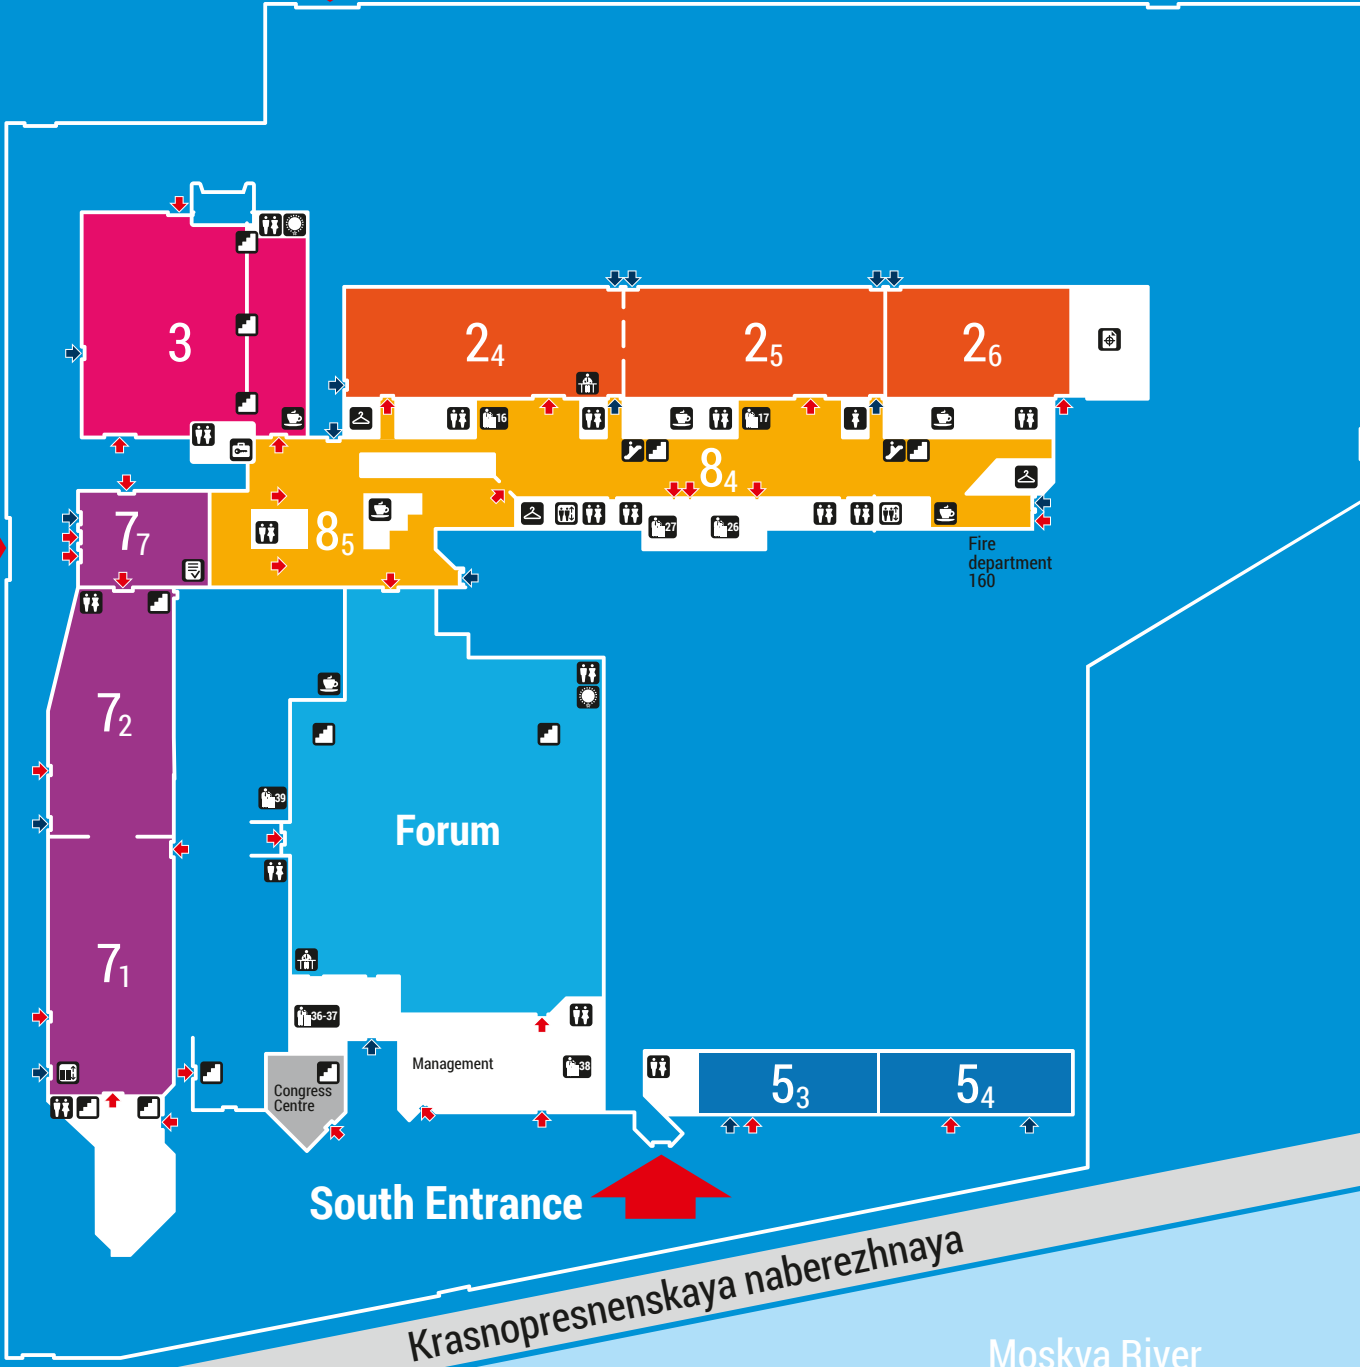 3
2₄
2₅
2₆
16
17
8₄
7₇
8₅
27
26
Fire
department
160
7₂
39
Forum
7₁
36-37
Management
38
Congress
Centre
5₃
5₄
South Entrance
Krasnopresnenskaya naberezhnaya
Moskva River